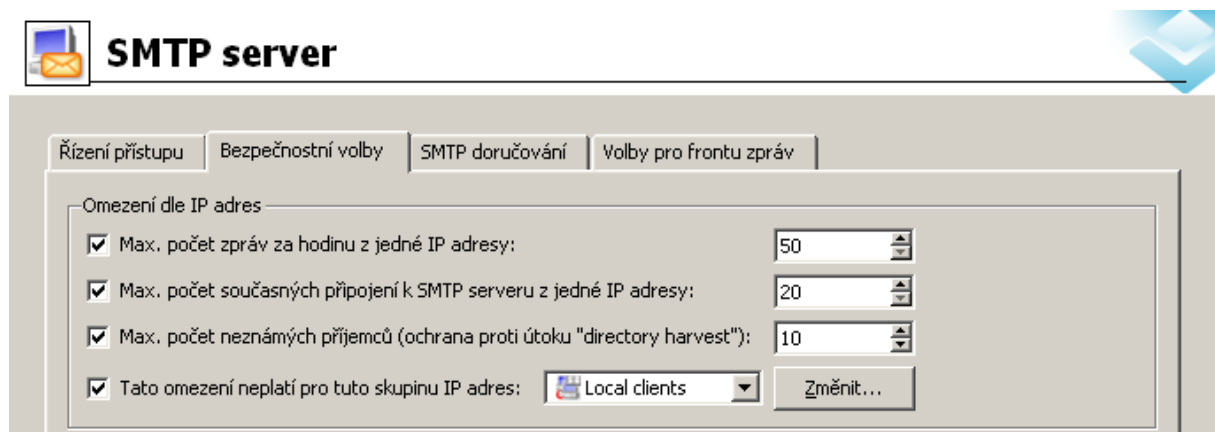 SMTP server
Řízení přístupu Bezpečnostní volby SMTP doručování Volby pro frontu zpráv
Omezení dle IP adres
Max. počet zpráv za hodinu z jedné IP adresy: 50
Max. počet současných připojení k SMTP serveru z jedné IP adresy: 20
Max. počet neznámých příjemců (ochrana proti útoku "directory harvest"): 10
Tato omezení neplatí pro tuto skupinu IP adres: Local clients Změnit...